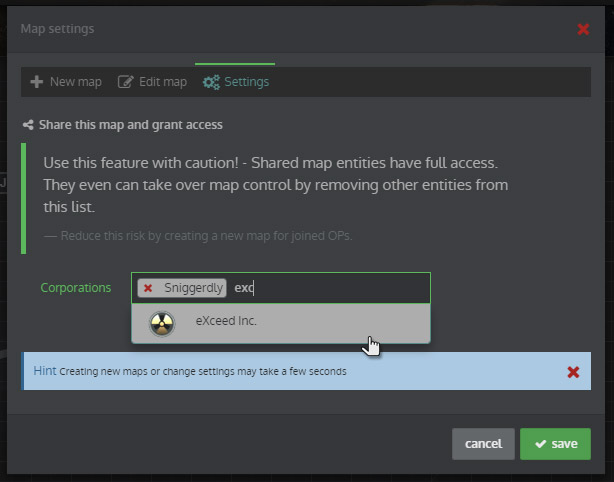 Map settings
New map Edit map Settings
Share this map and grant access
Use this feature with caution! - Shared map entities have full access.
They even can take over map control by removing other entities from
this list.
— Reduce this risk by creating a new map for joined OPs.
Corporations Sniggerdly exc
eXceed Inc.
Hint Creating new maps or change settings may take a few seconds
cancel save